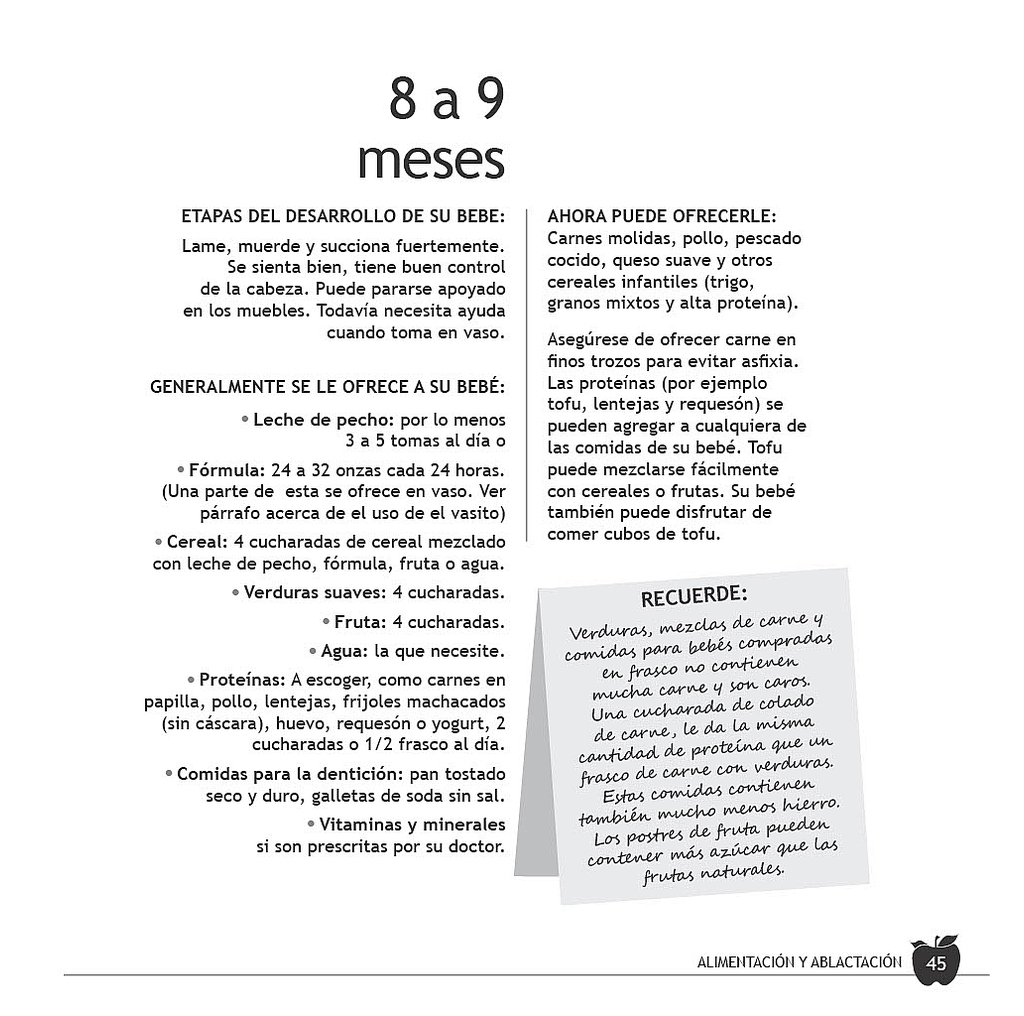 8 a 9
meses
ETAPAS DEL DESARROLLO DE SU BEBE:
Lame, muerde y succiona fuertemente.
Se sienta bien, tiene buen control
de la cabeza. Puede pararse apoyado
en los muebles. Todavía necesita ayuda
cuando toma en vaso.
GENERALMENTE SE LE OFRECE A SU BEBÉ:
• Leche de pecho: por lo menos
3 a 5 tomas al día o
• Fórmula: 24 a 32 onzas cada 24 horas.
(Una parte de esta se ofrece en vaso. Ver
párrafo acerca de el uso de el vasito)
• Cereal: 4 cucharadas de cereal mezclado
con leche de pecho, fórmula, fruta o agua.
• Verduras suaves: 4 cucharadas.
• Fruta: 4 cucharadas.
• Agua: la que necesite.
• Proteínas: A escoger, como carnes en
papilla, pollo, lentejas, frijoles machacados
(sin cáscara), huevo, requesón o yogurt, 2
cucharadas o 1/2 frasco al día.
• Comidas para la dentición: pan tostado
seco y duro, galletas de soda sin sal.
• Vitaminas y minerales
si son prescritas por su doctor.
AHORA PUEDE OFRECERLE:
Carnes molidas, pollo, pescado
cocido, queso suave y otros
cereales infantiles (trigo,
granos mixtos y alta proteína).
Asegúrese de ofrecer carne en
finos trozos para evitar asfixia.
Las proteínas (por ejemplo
tofu, lentejas y requesón) se
pueden agregar a cualquiera de
las comidas de su bebé. Tofu
puede mezclarse fácilmente
con cereales o frutas. Su bebé
también puede disfrutar de
comer cubos de tofu.
RECUERDE:
Verduras, mezclas de carne y
comidas para bebés compradas
en frasco no contienen
mucha carne y son caros.
Una cucharada de colado
de carne, le da la misma
cantidad de proteína que un
frasco de carne con verduras.
Estas comidas contienen
también mucho menos hierro.
Los postres de fruta pueden
contener más azúcar que las
frutas naturales.
ALIMENTACIÓN Y ABLACTACIÓN 45